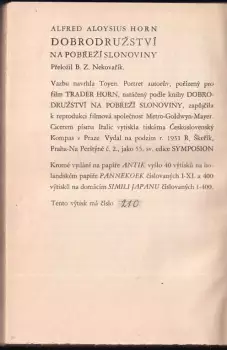 ALFRED ALOYSIUS HORN
DOBRODRUŽSTVÍ
NA POBŘEŽÍ SLONOVINY
Přeložil B. Z. Nekovařík.
Vazbu navrhla Toyen. Portret autorův, pořízený pro
film TRADER HORN, natáčený podle knihy DOBRO-
DRUŽSTVÍ NA POBŘEŽÍ SLONOVINY, zapůjčila
k reprodukci filmová společnost Metro-Goldwyn-Mayer.
Cicerem písma Italic vytiskla tiskárna Československý
Kompas v Praze. Vydal na podzim r. 1931 R. Škeřík,
Praha-Na Perštýně č. 2., jako 55. sv. edice SYMPOSION
Kromě vydání na papíře ANTIK vyšlo 40 výtisků na ho-
landském papíře PANNEKOEK číslovaných I-XL a 400
výtisků na domácím SIMILI JAPANU číslovaných 1-400.
Tento výtisk má číslo 210